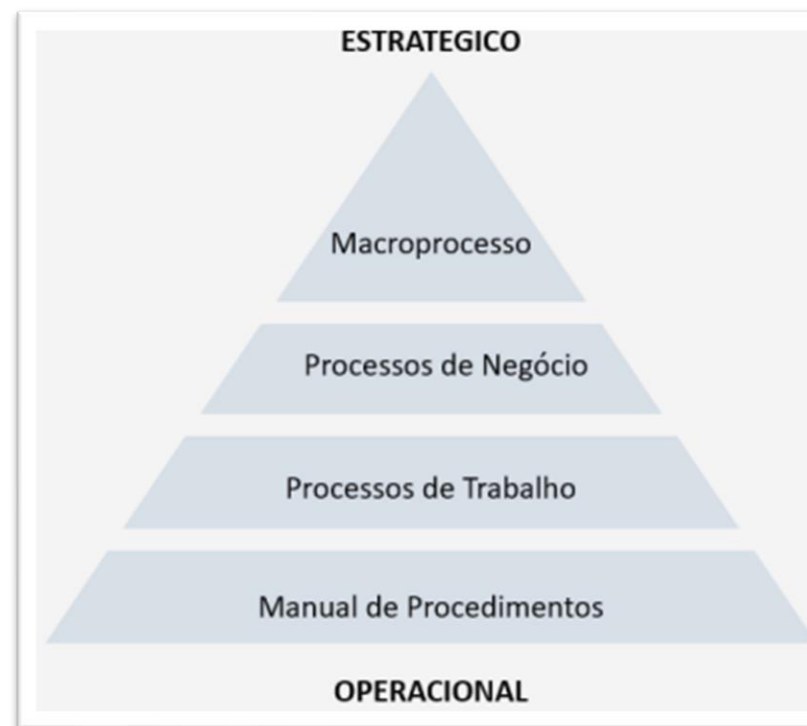 ESTRATEGICO
Macroprocesso
Processos de Negócio
Processos de Trabalho
Manual de Procedimentos
OPERACIONAL